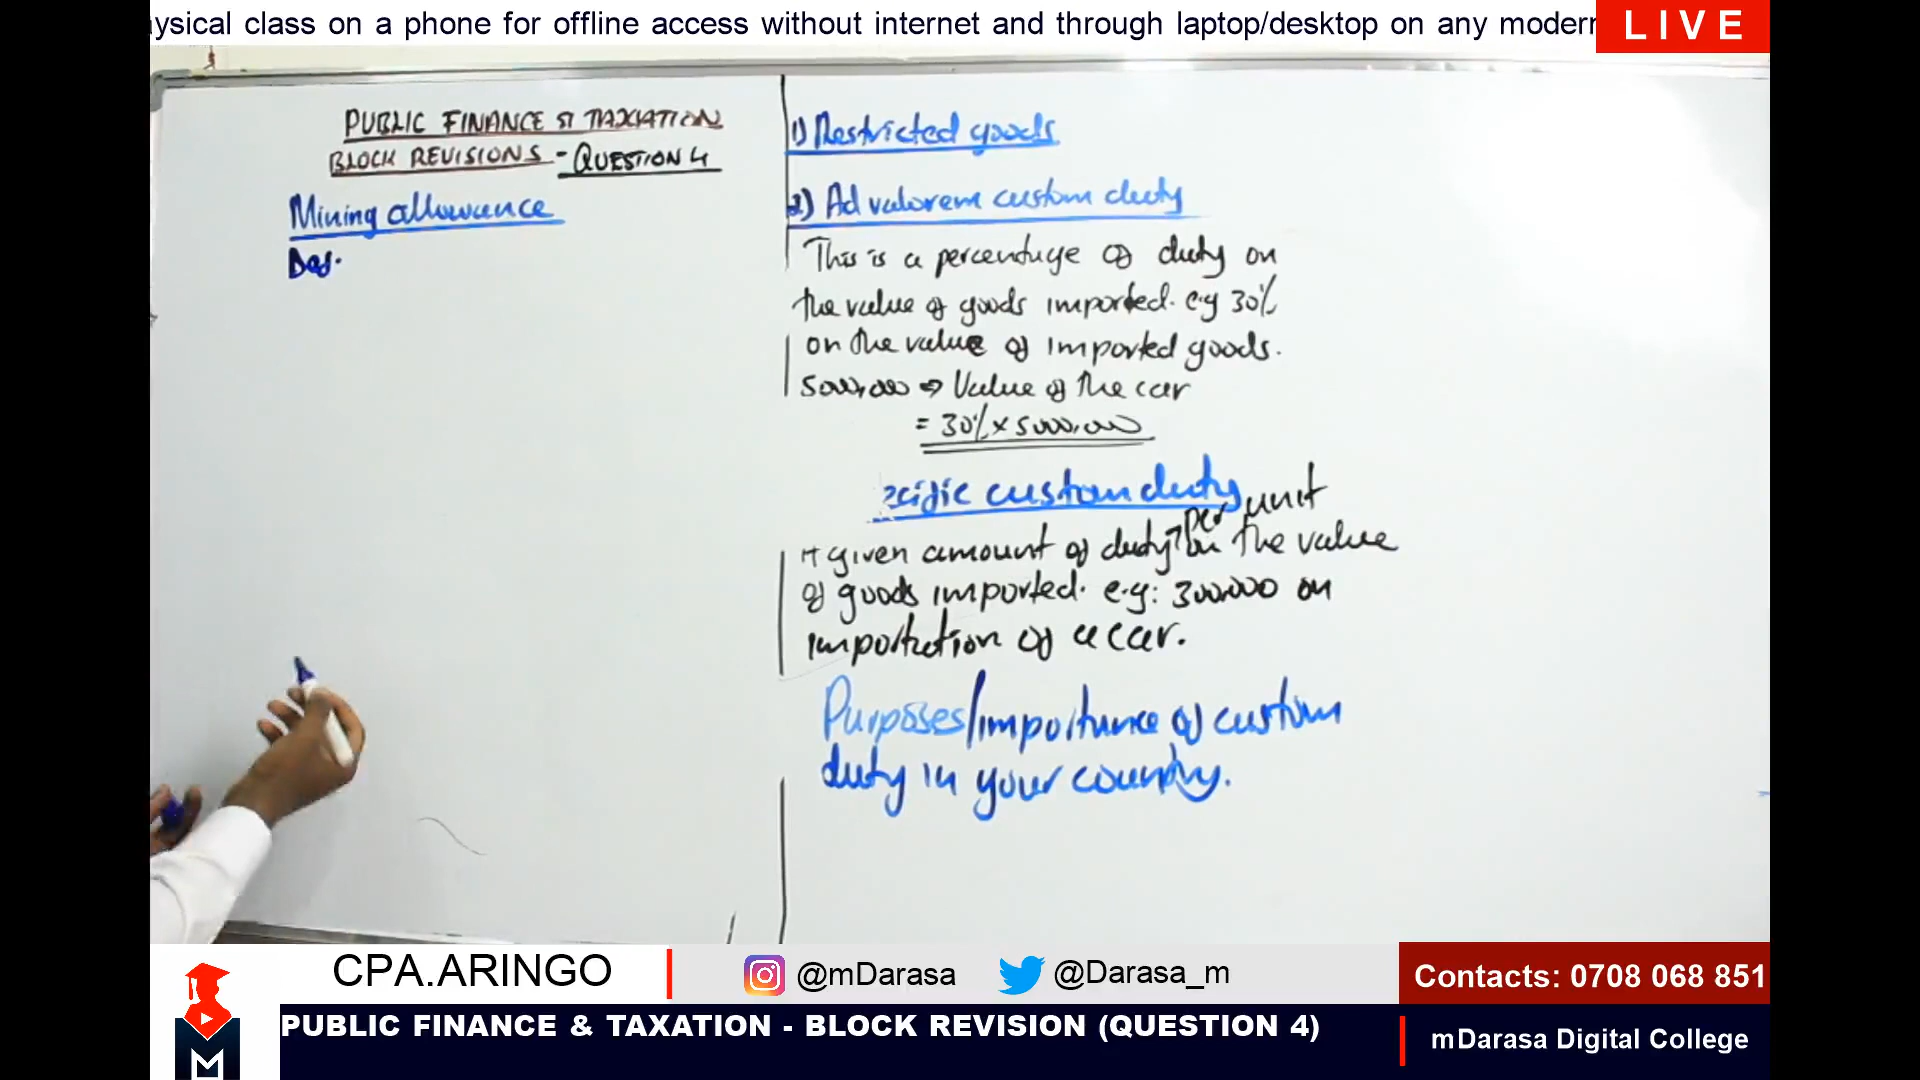 ysical class on a phone for offline access without internet and through laptop/desktop on any modern
LIVE
PUBLIC FINANCE & TAXATION
BLOCK REVISIONS - QUESTION 4
Mining allowance
1) Restricted goods
2) Ad valorem custom duty
This is a percentage of duty on
the value of goods imported. e.g 30%
on the value of imported goods.
5000,000 ⇒ Value of the car
= 30% x 5000,000
ecific custom duty
given amount of duty per unit
on the value
of goods imported. e.g: 300,000 on
importation of a car.
Purposes/importance of custom
duty in your country.
CPA.ARINGO
@mDarasa
@Darasa_m
Contacts: 0708 068 851
PUBLIC FINANCE & TAXATION - BLOCK REVISION (QUESTION 4)
mDarasa Digital College
M